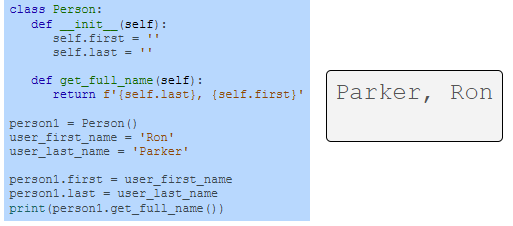 class Person:
    def __init__(self):
        self.first = ''
        self.last = ''

    def get_full_name(self):
        return f'{self.last}, {self.first}'

person1 = Person()
user_first_name = 'Ron'
user_last_name = 'Parker'

person1.first = user_first_name
person1.last = user_last_name
print(person1.get_full_name())
Parker, Ron